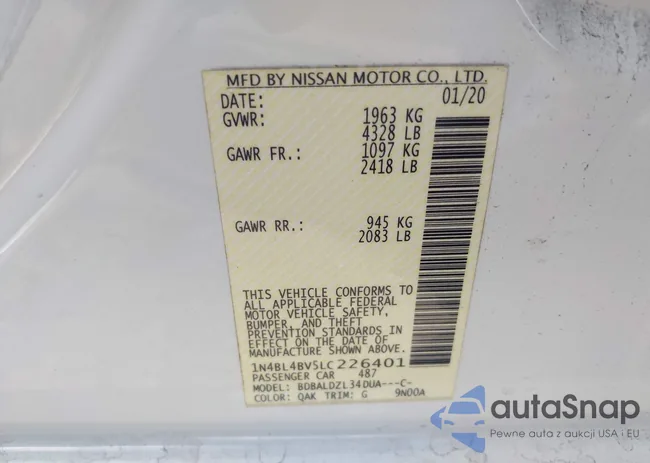 MFD BY NISSAN MOTOR CO., LTD.
DATE: 01/20
GVWR: 1963 KG
4328 LB
GAWR FR.: 1097 KG
2418 LB
GAWR RR.: 945 KG
2083 LB
THIS VEHICLE CONFORMS TO
ALL APPLICABLE FEDERAL
MOTOR VEHICLE SAFETY,
BUMPER, AND THEFT
PREVENTION STANDARDS IN
EFFECT ON THE DATE OF
MANUFACTURE SHOWN ABOVE.
1N4BL4BV5LC226401
PASSENGER CAR 487
MODEL: BDBALDZL34DUA---C-
COLOR: QAK TRIM: G 9N00A
autoSnap
Pewne auta z aukcji USA i EU